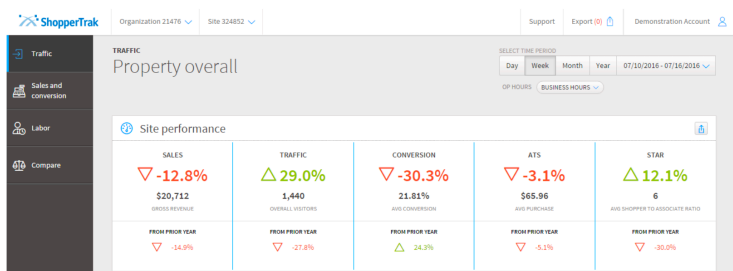 ShopperTrak
Organization 21476
Site 324852
Support
Export (0)
Demonstration Account
Traffic
Sales and
conversion
Labor
Compare
TRAFFIC
Property overall
SELECT TIME PERIOD
Day Week Month Year 07/10/2016 - 07/16/2016
OP HOURS BUSINESS HOURS
Site performance
SALES
-12.8%
$20,712
GROSS REVENUE
FROM PRIOR YEAR
-14.9%
TRAFFIC
29.0%
1,440
OVERALL VISITORS
FROM PRIOR YEAR
-27.8%
CONVERSION
-30.3%
21.81%
AVG CONVERSION
FROM PRIOR YEAR
24.3%
ATS
-3.1%
$65.96
AVG PURCHASE
FROM PRIOR YEAR
-5.1%
STAR
12.1%
6
AVG SHOPPER TO ASSOCIATE RATIO
FROM PRIOR YEAR
-30.0%